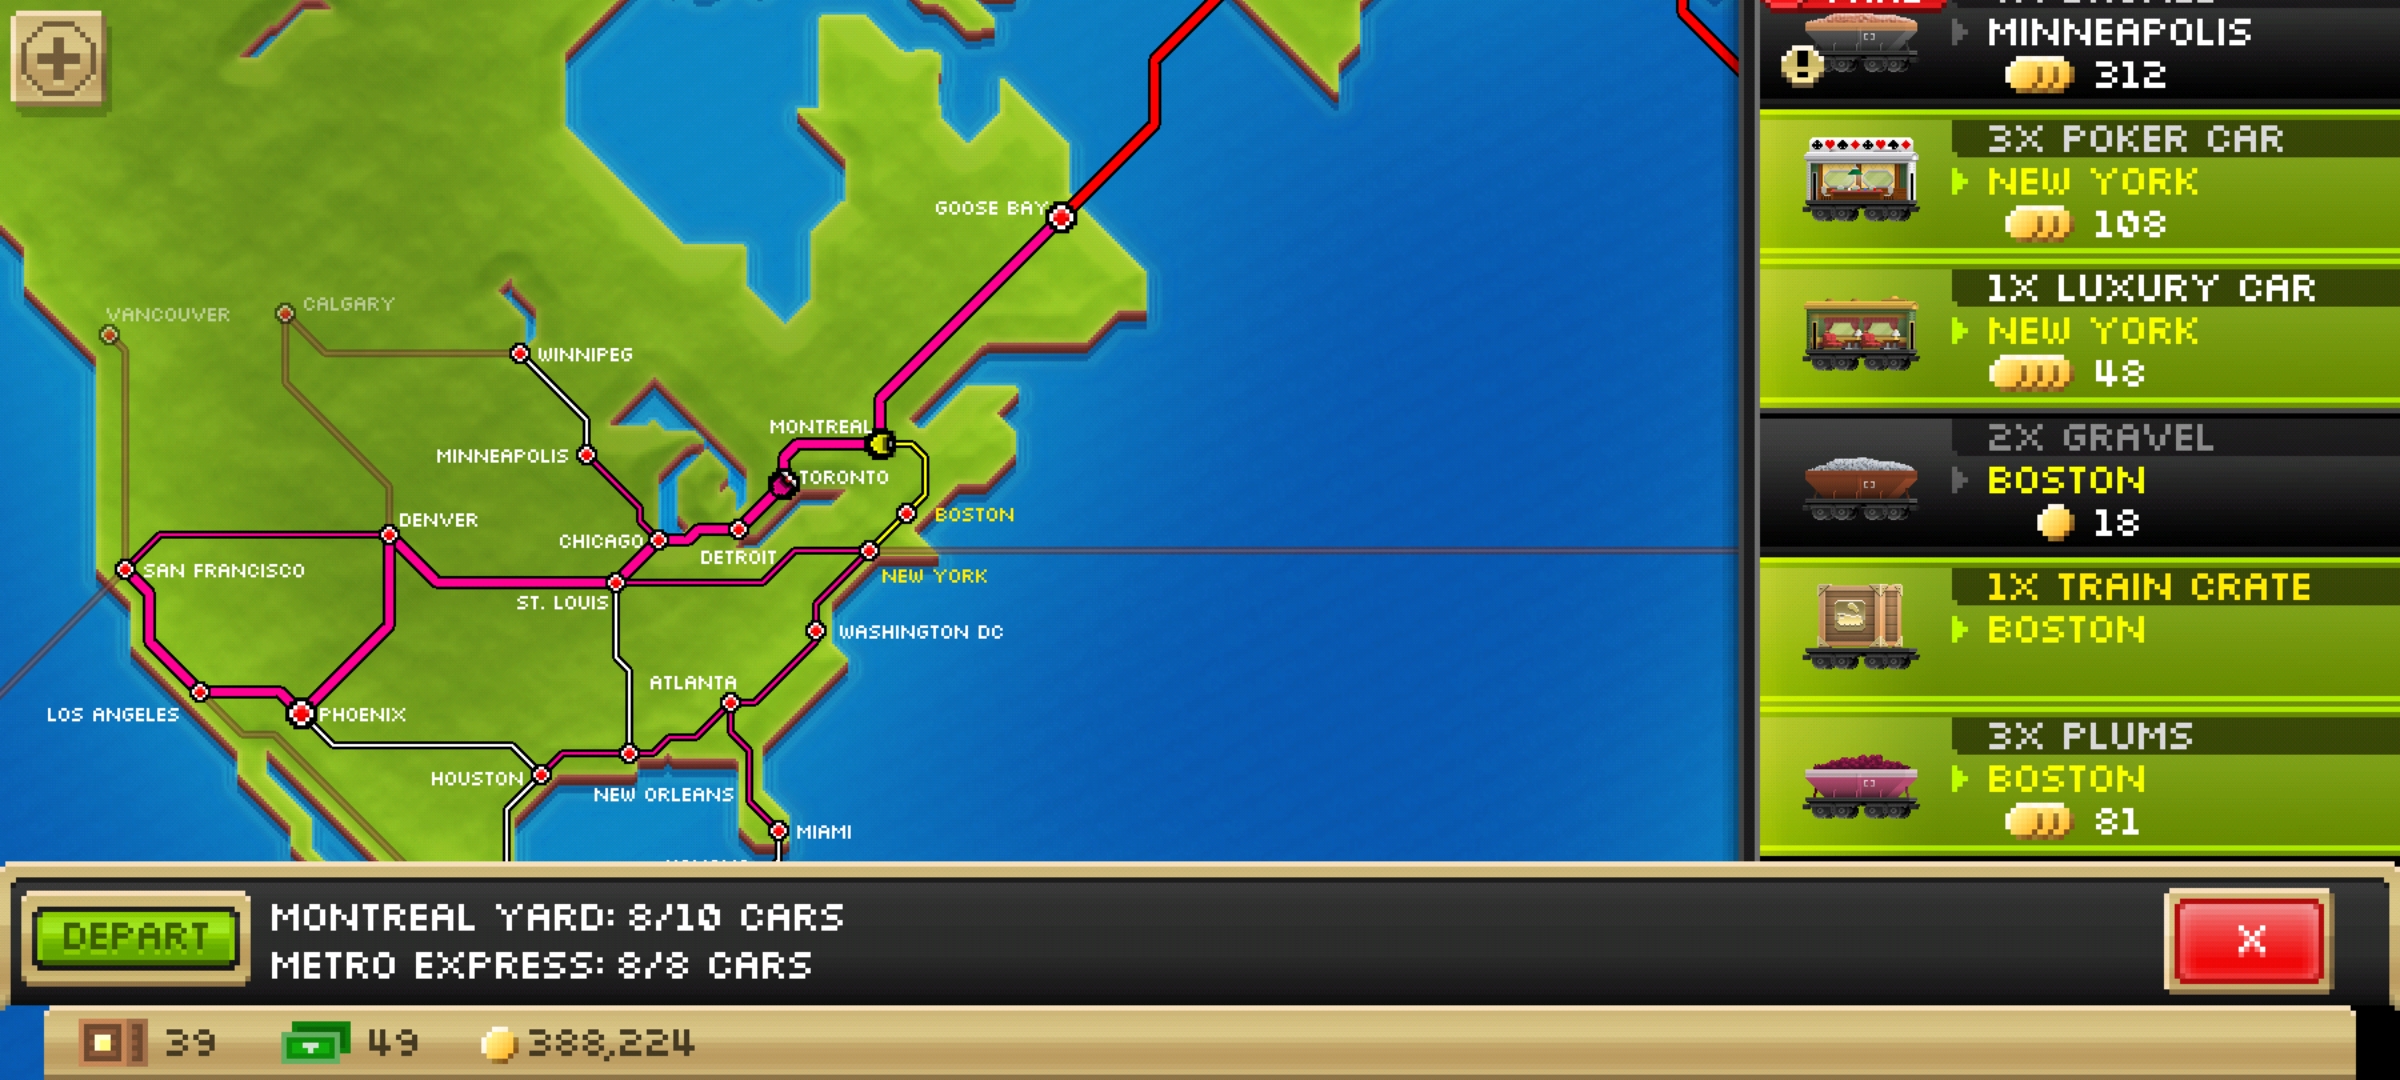 GOOSE BAY
VANCOUVER
CALGARY
WINNIPEG
MONTREAL
MINNEAPOLIS
TORONTO
BOSTON
DENVER
CHICAGO
DETROIT
SAN FRANCISCO
NEW YORK
ST. LOUIS
WASHINGTON DC
ATLANTA
LOS ANGELES
PHOENIX
HOUSTON
NEW ORLEANS
MIAMI
MINNEAPOLIS
312
3X POKER CAR
NEW YORK
108
1X LUXURY CAR
NEW YORK
48
2X GRAVEL
BOSTON
18
1X TRAIN CRATE
BOSTON
3X PLUMS
BOSTON
81
DEPART
MONTREAL YARD: 8/10 CARS
METRO EXPRESS: 8/8 CARS
X
39
49
388,224